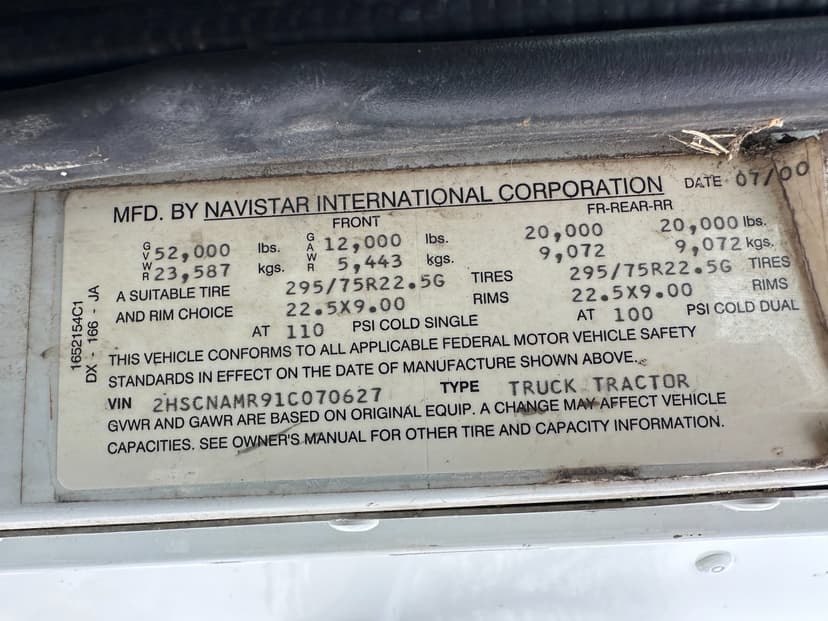 MFD. BY NAVISTAR INTERNATIONAL CORPORATION DATE 07/00
FRONT FR-REAR-RR
GVWR 52,000 lbs. GAWR 12,000 lbs. 20,000 20,000 lbs.
23,587 kgs. 5,443 kgs. 9,072 9,072 kgs.
A SUITABLE TIRE 295/75R22.5G TIRES 295/75R22.5G TIRES
AND RIM CHOICE 22.5X9.00 RIMS 22.5X9.00 RIMS
AT 110 PSI COLD SINGLE AT 100 PSI COLD DUAL
THIS VEHICLE CONFORMS TO ALL APPLICABLE FEDERAL MOTOR VEHICLE SAFETY
STANDARDS IN EFFECT ON THE DATE OF MANUFACTURE SHOWN ABOVE.
VIN 2HSCNAMR91C070627 TYPE TRUCK TRACTOR
GVWR AND GAWR ARE BASED ON ORIGINAL EQUIP. A CHANGE MAY AFFECT VEHICLE
CAPACITIES. SEE OWNER'S MANUAL FOR OTHER TIRE AND CAPACITY INFORMATION.
1652154C1
DX - 166 - JA